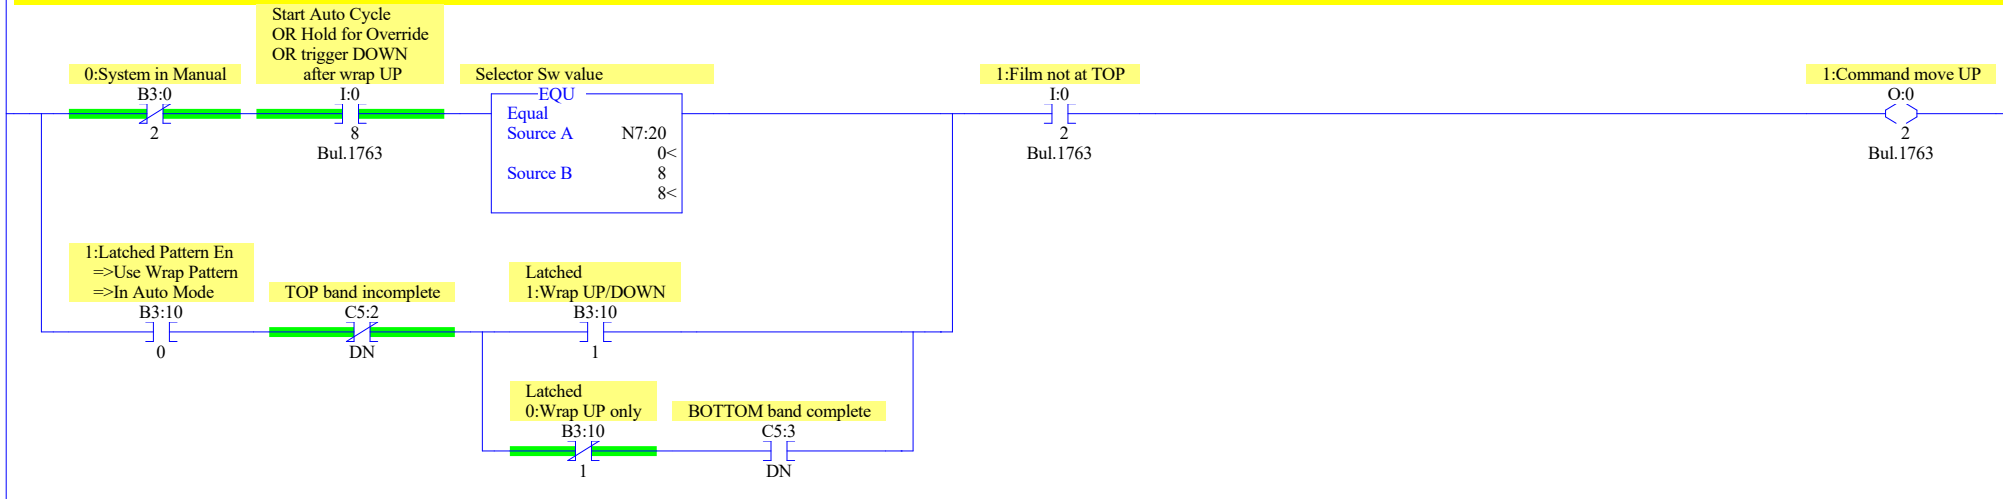 Start Auto Cycle
OR Hold for Override
OR trigger DOWN
after wrap UP
0:System in Manual
Selector Sw value
1:Film not at TOP
1:Command move UP
B3:0
I:0
EQU
I:0
O:0
Equal
2
8
Source A N7:20
2
2
Bul.1763
0<
Bul.1763
Bul.1763
Source B 8
8<
1:Latched Pattern En
=>Use Wrap Pattern
=>In Auto Mode
TOP band incomplete
Latched
1:Wrap UP/DOWN
B3:10
C5:2
B3:10
0
DN
1
Latched
0:Wrap UP only
BOTTOM band complete
B3:10
C5:3
1
DN